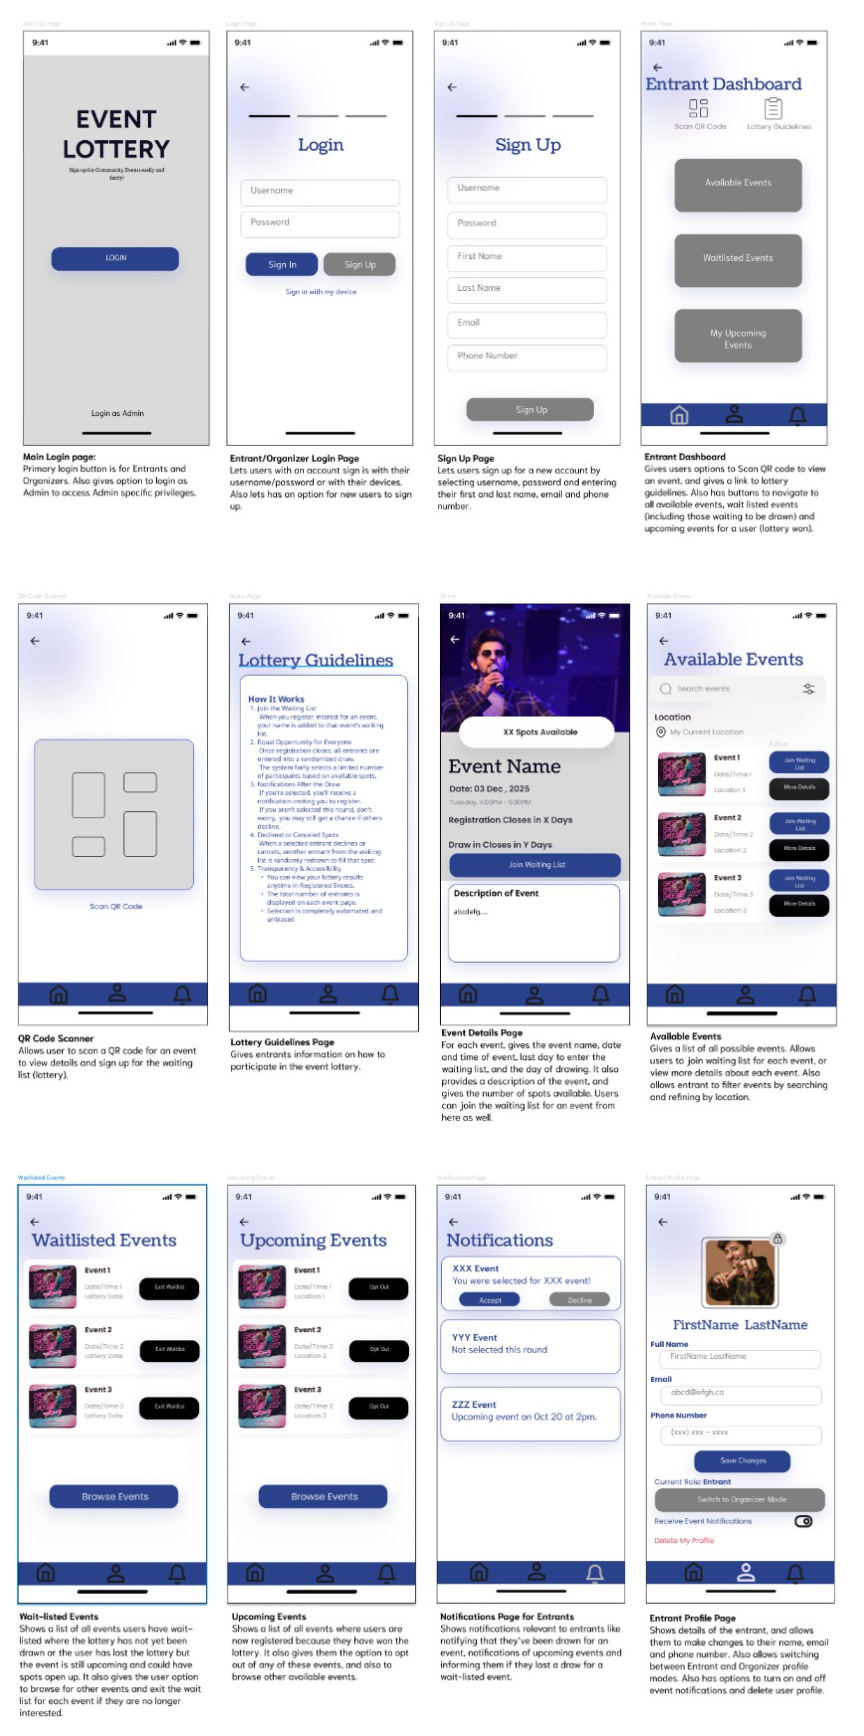 Start Up Page
9:41
EVENT
LOTTERY
Sign up for Community Events easily and
fairly!
LOGIN
Login as Admin
Main Login page:
Primary login button is for Entrants and
Organizers. Also gives option to login as
Admin to access Admin specific privileges.
Login Page
9:41
Login
Username
Password
Sign In
Sign Up
Sign in with my device
Entrant/Organizer Login Page
Lets users with an account sign is with their
username/password or with their devices.
Also lets has an option for new users to sign
up.
Sign Up Page
9:41
Sign Up
Username
Password
First Name
Last Name
Email
Phone Number
Sign Up
Sign Up Page
Lets users sign up for a new account by
selecting username, password and entering
their first and last name, email and phone
number.
Home Page
9:41
Entrant Dashboard
Scan QR Code
Lottery Guidelines
Available Events
Waitlisted Events
My Upcoming
Events
Entrant Dashboard
Gives users options to Scan QR code to view
an event, and gives a link to lottery
guidelines. Also has buttons to navigate to
all available events, wait listed events
(including those waiting to be drawn) and
upcoming events for a user (lottery won).
QR Code Scanner
9:41
Scan QR Code
QR Code Scanner
Allows user to scan a QR code for an event
to view details and sign up for the waiting
list (lottery).
Home Page
9:41
Lottery Guidelines
How It Works
1. Join the Waiting List
When you register interest for an event,
your name is added to that event's waiting
list.
2. Equal Opportunity for Everyone
Once registration closes, all entrants are
entered into a randomized draw.
The system fairly selects a limited number
of participants based on available spots.
3. Notifications After the Draw
If you're selected, you'll receive a
notification inviting you to register.
If you aren't selected this round, don't
worry, you may still get a chance if others
decline.
4. Declined or Canceled Spots
When a selected entrant declines or
cancels, another entrant from the waiting
list is randomly redrawn to fill that spot.
5. Transparency & Accessibility
• You can view your lottery results
anytime in Registered Events.
• The total number of entrants is
displayed on each event page.
• Selection is completely automated and
unbiased
Lottery Guidelines Page
Gives entrants information on how to
participate in the event lottery.
9:41
XX Spots Available
Event Name
Date: 03 Dec , 2025
Tuesday, 4:00PM - 9:00PM
Registration Closes in X Days
Draw in Closes in Y Days
Join Waiting List
Description of Event
abcdefg....
Event Details Page
For each event, gives the event name, date
and time of event, last day to enter the
waiting list, and the day of drawing. It also
provides a description of the event, and
gives the number of spots available. Users
can join the waiting list for an event from
here as well.
Available Events
9:41
Available Events
Search events
Location
My Current Location
Button
Event 1
Date/Time 1
Location 1
Join Waiting
List
More Details
Event 2
Date/Time 2
Location 2
Join Waiting
List
More Details
Event 3
Date/Time 3
Location 3
Join Waiting
List
More Details
Available Events
Gives a list of all possible events. Allows
users to join waiting list for each event, or
view more details about each event. Also
allows entrant to filter events by searching
and refining by location.
Waitlisted Events
9:41
Waitlisted Events
Event 1
Date/Time 1
Lottery Date
Exit Waitlist
Event 2
Date/Time 2
Lottery Date
Exit Waitlist
Event 3
Date/Time 3
Lottery Date
Exit Waitlist
Browse Events
Wait-listed Events
Shows a list of all events users have wait-
listed where the lottery has not yet been
drawn or the user has lost the lottery but
the event is still upcoming and could have
spots open up. It also gives the user option
to browse for other events and exit the wait
list for each event if they are no longer
interested.
Upcoming Events
9:41
Upcoming Events
Event 1
Date/Time 1
Location 1
Opt Out
Event 2
Date/Time 2
Location 2
Opt Out
Event 3
Date/Time 3
Location 3
Opt Out
Browse Events
Upcoming Events
Shows a list of all events where users are
now registered because they have won the
lottery. It also gives them the option to opt
out of any of these events, and also to
browse other available events.
Notifications Page
9:41
Notifications
XXX Event
You were selected for XXX event!
Accept
Decline
YYY Event
Not selected this round
ZZZ Event
Upcoming event on Oct 20 at 2pm.
Notifications Page for Entrants
Shows notifications relevant to entrants like
notifying that they've been drawn for an
event, notifications of upcoming events and
informing them if they lost a draw for a
wait-listed event.
Entrant Profile Page
9:41
FirstName LastName
Full Name
FirstName LastName
Email
abcd@efgh.ca
Phone Number
(xxx) xxx - xxxx
Save Changes
Current Role: Entrant
Switch to Organizer Mode
Receive Event Notifications
Delete My Profile
Entrant Profile Page
Shows details of the entrant, and allows
them to make changes to their name, email
and phone number. Also allows switching
between Entrant and Organizer profile
modes. Also has options to turn on and off
event notifications and delete user profile.